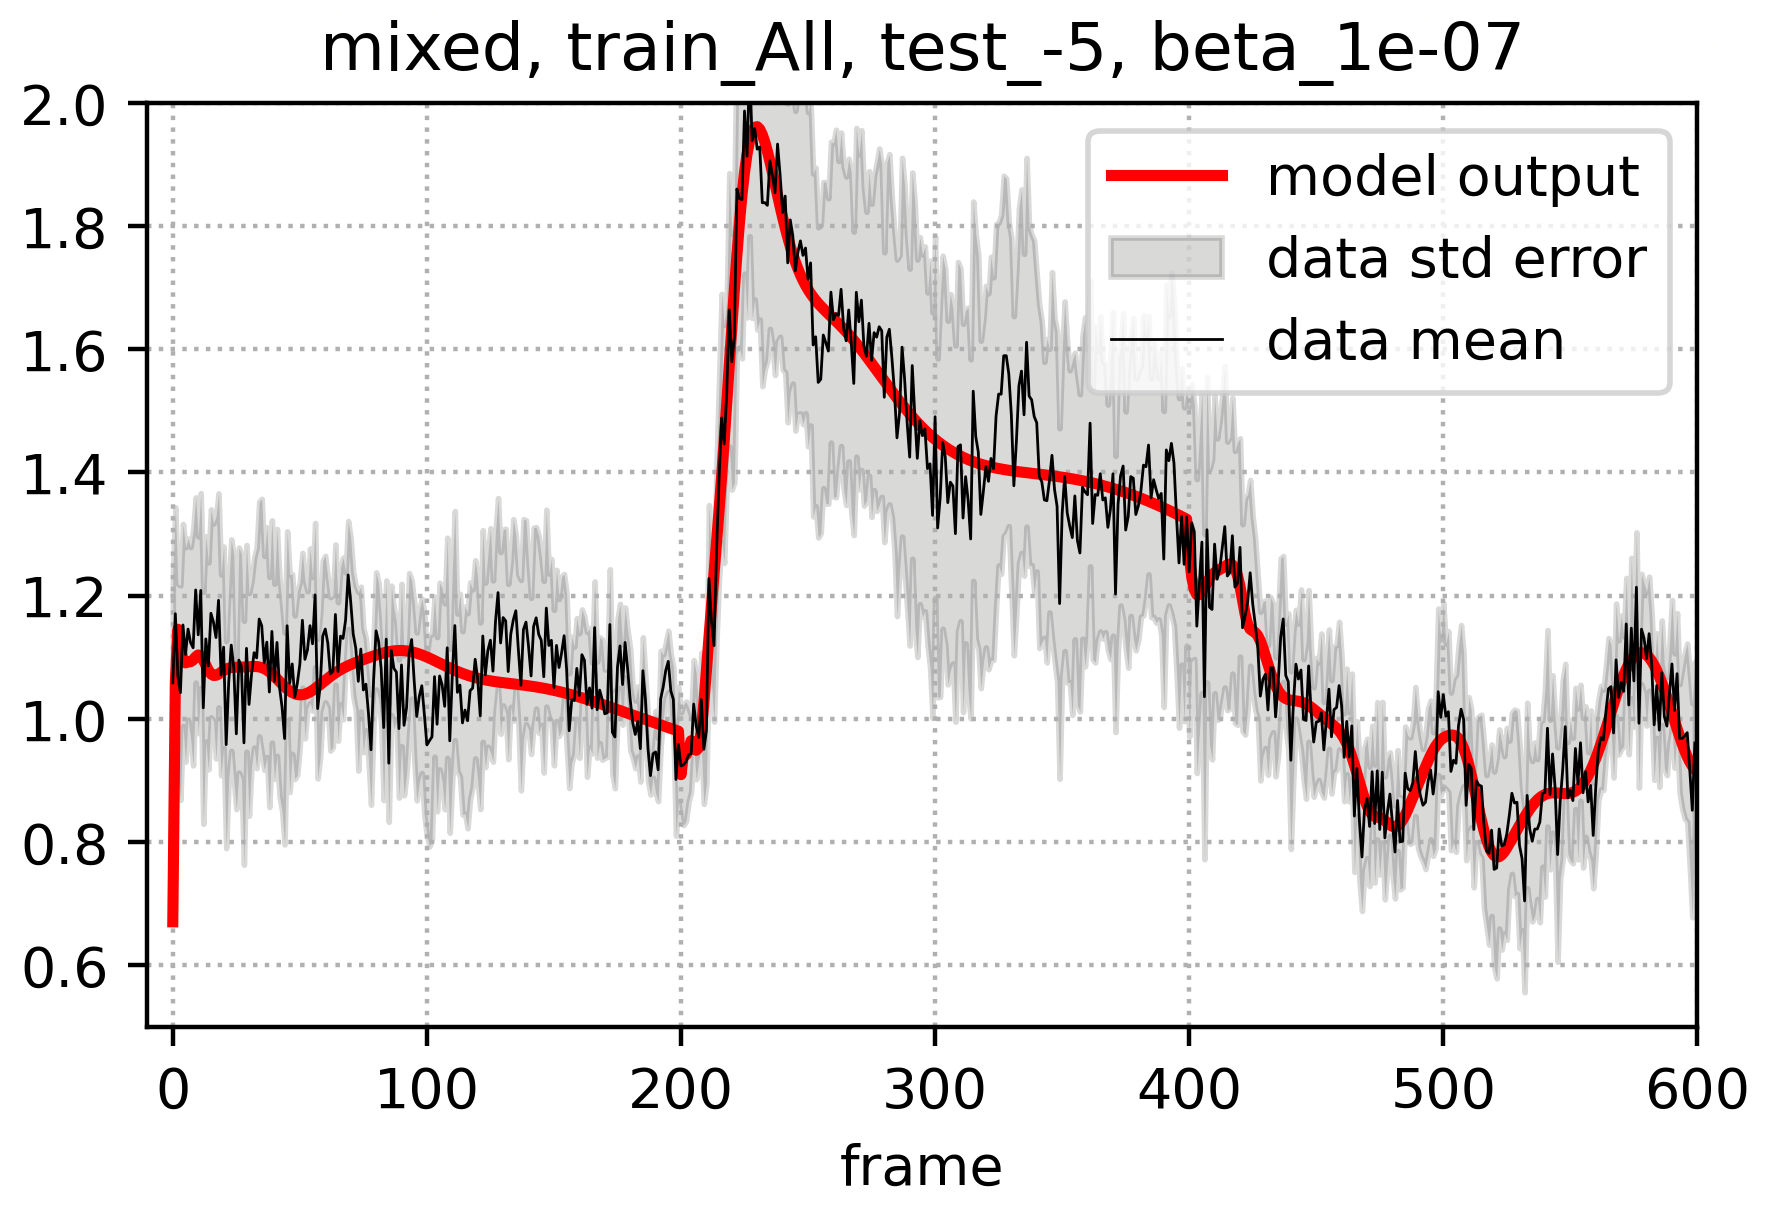 mixed, train_All, test_-5, beta_1e-07
2.0
1.8
1.6
1.4
1.2
1.0
0.8
0.6
model output
data std error
data mean
0 100 200 300 400 500 600
frame